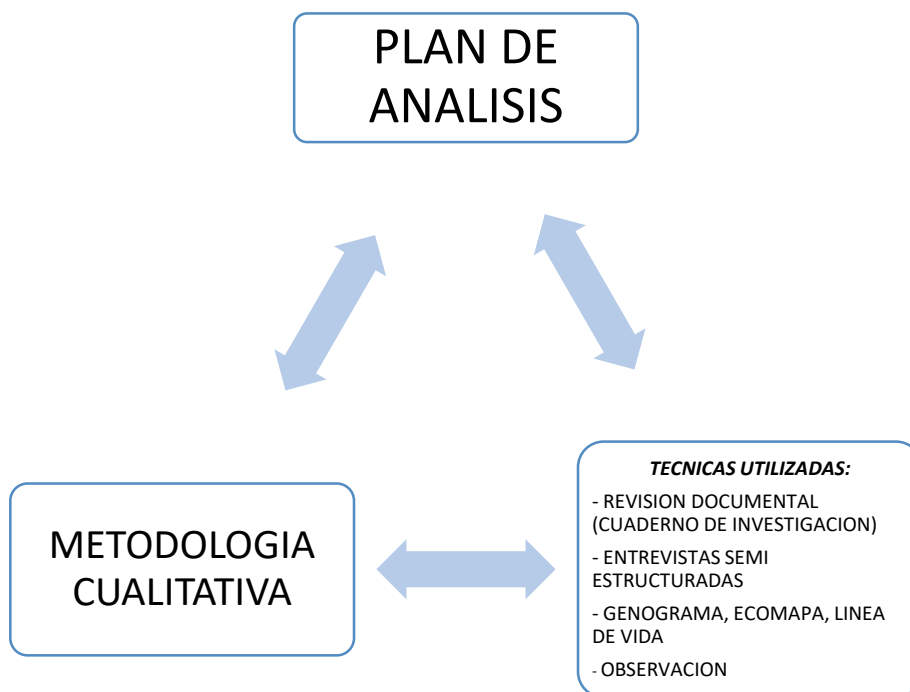 PLAN DE
ANALISIS
METODOLOGIA
CUALITATIVA
TECNICAS UTILIZADAS:
- REVISION DOCUMENTAL
(CUADERNO DE INVESTIGACION)
- ENTREVISTAS SEMI
ESTRUCTURADAS
- GENOGRAMA, ECOMAPA, LINEA
DE VIDA
- OBSERVACION